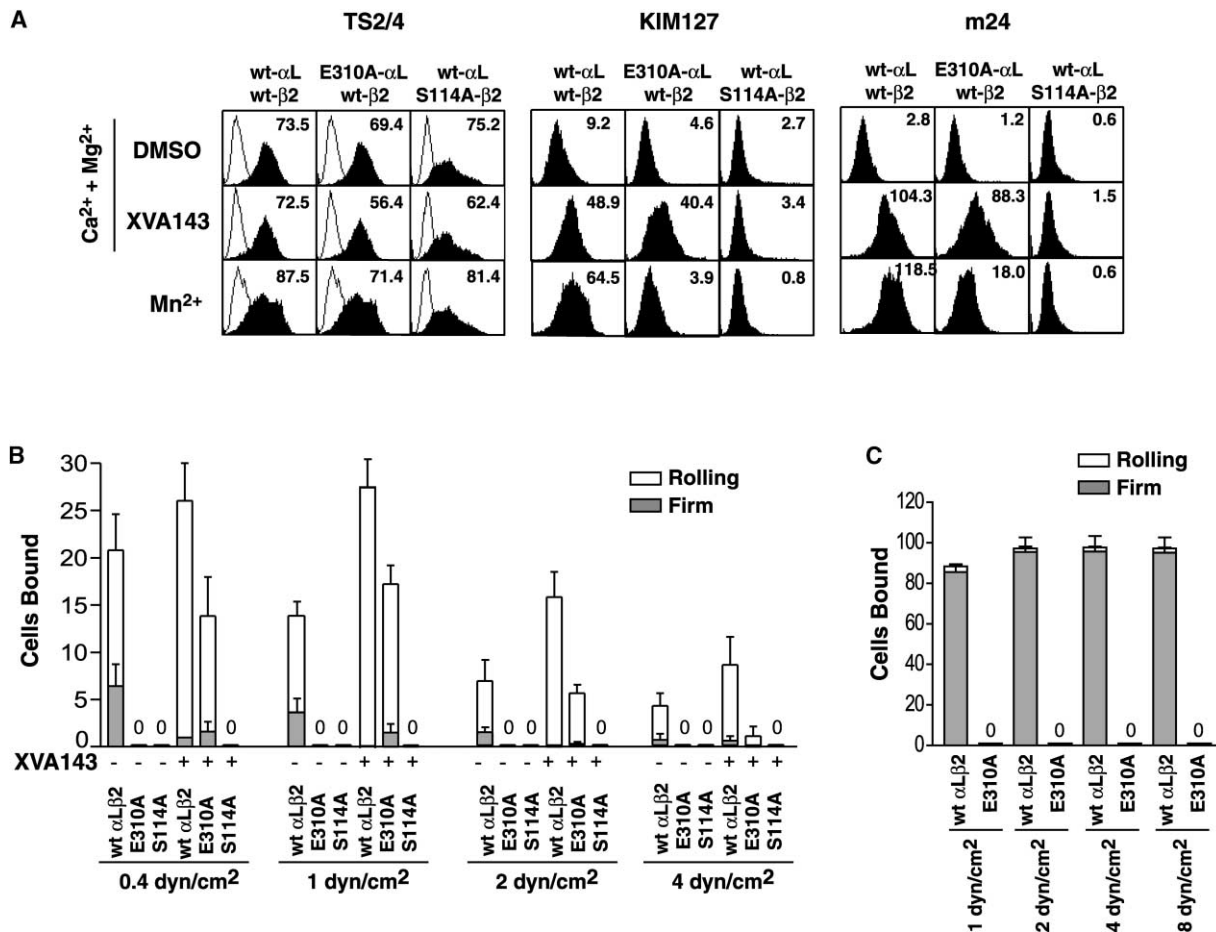 A
TS2/4 KIM127 m24
wt-αL E310A-αL wt-αL wt-αL E310A-αL wt-αL wt-αL E310A-αL wt-αL
wt-β2 wt-β2 S114A-β2 wt-β2 wt-β2 S114A-β2 wt-β2 wt-β2 S114A-β2
Ca²⁺ + Mg²⁺
DMSO 73.5 69.4 75.2 9.2 4.6 2.7 2.8 1.2 0.6
XVA143 72.5 56.4 62.4 48.9 40.4 3.4 104.3 88.3 1.5
Mn²⁺ 87.5 71.4 81.4 64.5 3.9 0.8 118.5 18.0 0.6
B
Cells Bound
30
25
20
15
10
5
0
Rolling
Firm
0 0 0 0 0 0 0 0 0 0 0 0
XVA143 - - - + + + - - - + + + - - - + + + - - - + + +
wt αLβ2 E310A S114A wt αLβ2 E310A S114A wt αLβ2 E310A S114A wt αLβ2 E310A S114A wt αLβ2 E310A S114A wt αLβ2 E310A S114A wt αLβ2 E310A S114A wt αLβ2 E310A S114A
0.4 dyn/cm² 1 dyn/cm² 2 dyn/cm² 4 dyn/cm²
C
Rolling
Firm
Cells Bound
120
100
80
60
40
20
0
0 0 0 0
wt αLβ2 E310A wt αLβ2 E310A wt αLβ2 E310A wt αLβ2 E310A
1 dyn/cm² 2 dyn/cm² 4 dyn/cm² 8 dyn/cm²